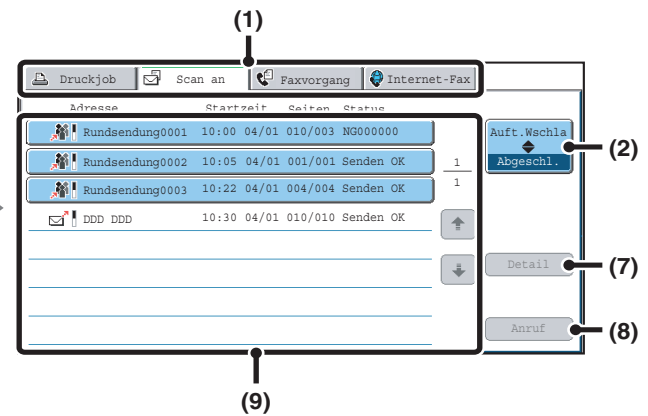 (1)
Druckjob Scan an Faxvorgang Internet-Fax
Adresse Startzeit Seiten Status
Rundsendung0001 10:00 04/01 010/003 NG000000
Rundsendung0002 10:05 04/01 001/001 Senden OK
Rundsendung0003 10:22 04/01 004/004 Senden OK
DDD DDD 10:30 04/01 010/010 Senden OK
1
1
Auft.Wschla
Abgeschl.
(2)
Detail
(7)
Anruf
(8)
(9)